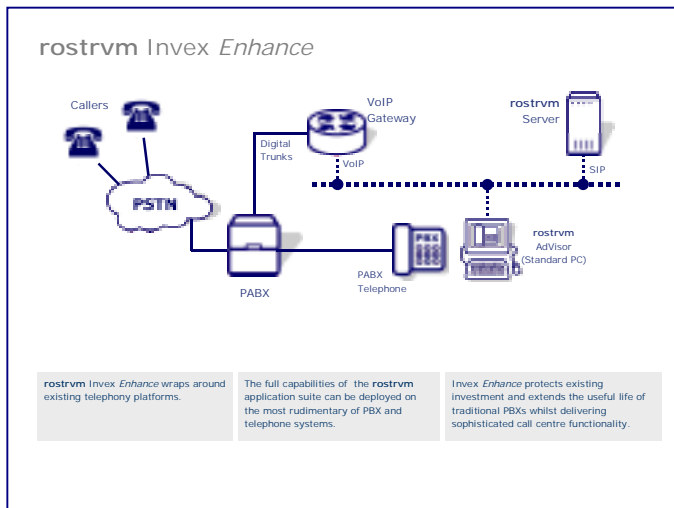 rostrvm Invex Enhance
Callers
VoIP
Gateway
rostrvm
Server
Digital
Trunks
VoIP
SIP
PSTN
PBX
rostrvm
AdVisor
(Standard PC)
PABX
Telephone
PABX
rostrvm Invex Enhance wraps around
existing telephony platforms.
The full capabilities of the rostrvm
application suite can be deployed on
the most rudimentary of PBX and
telephone systems.
Invex Enhance protects existing
investment and extends the useful life of
traditional PBXs whilst delivering
sophisticated call centre functionality.